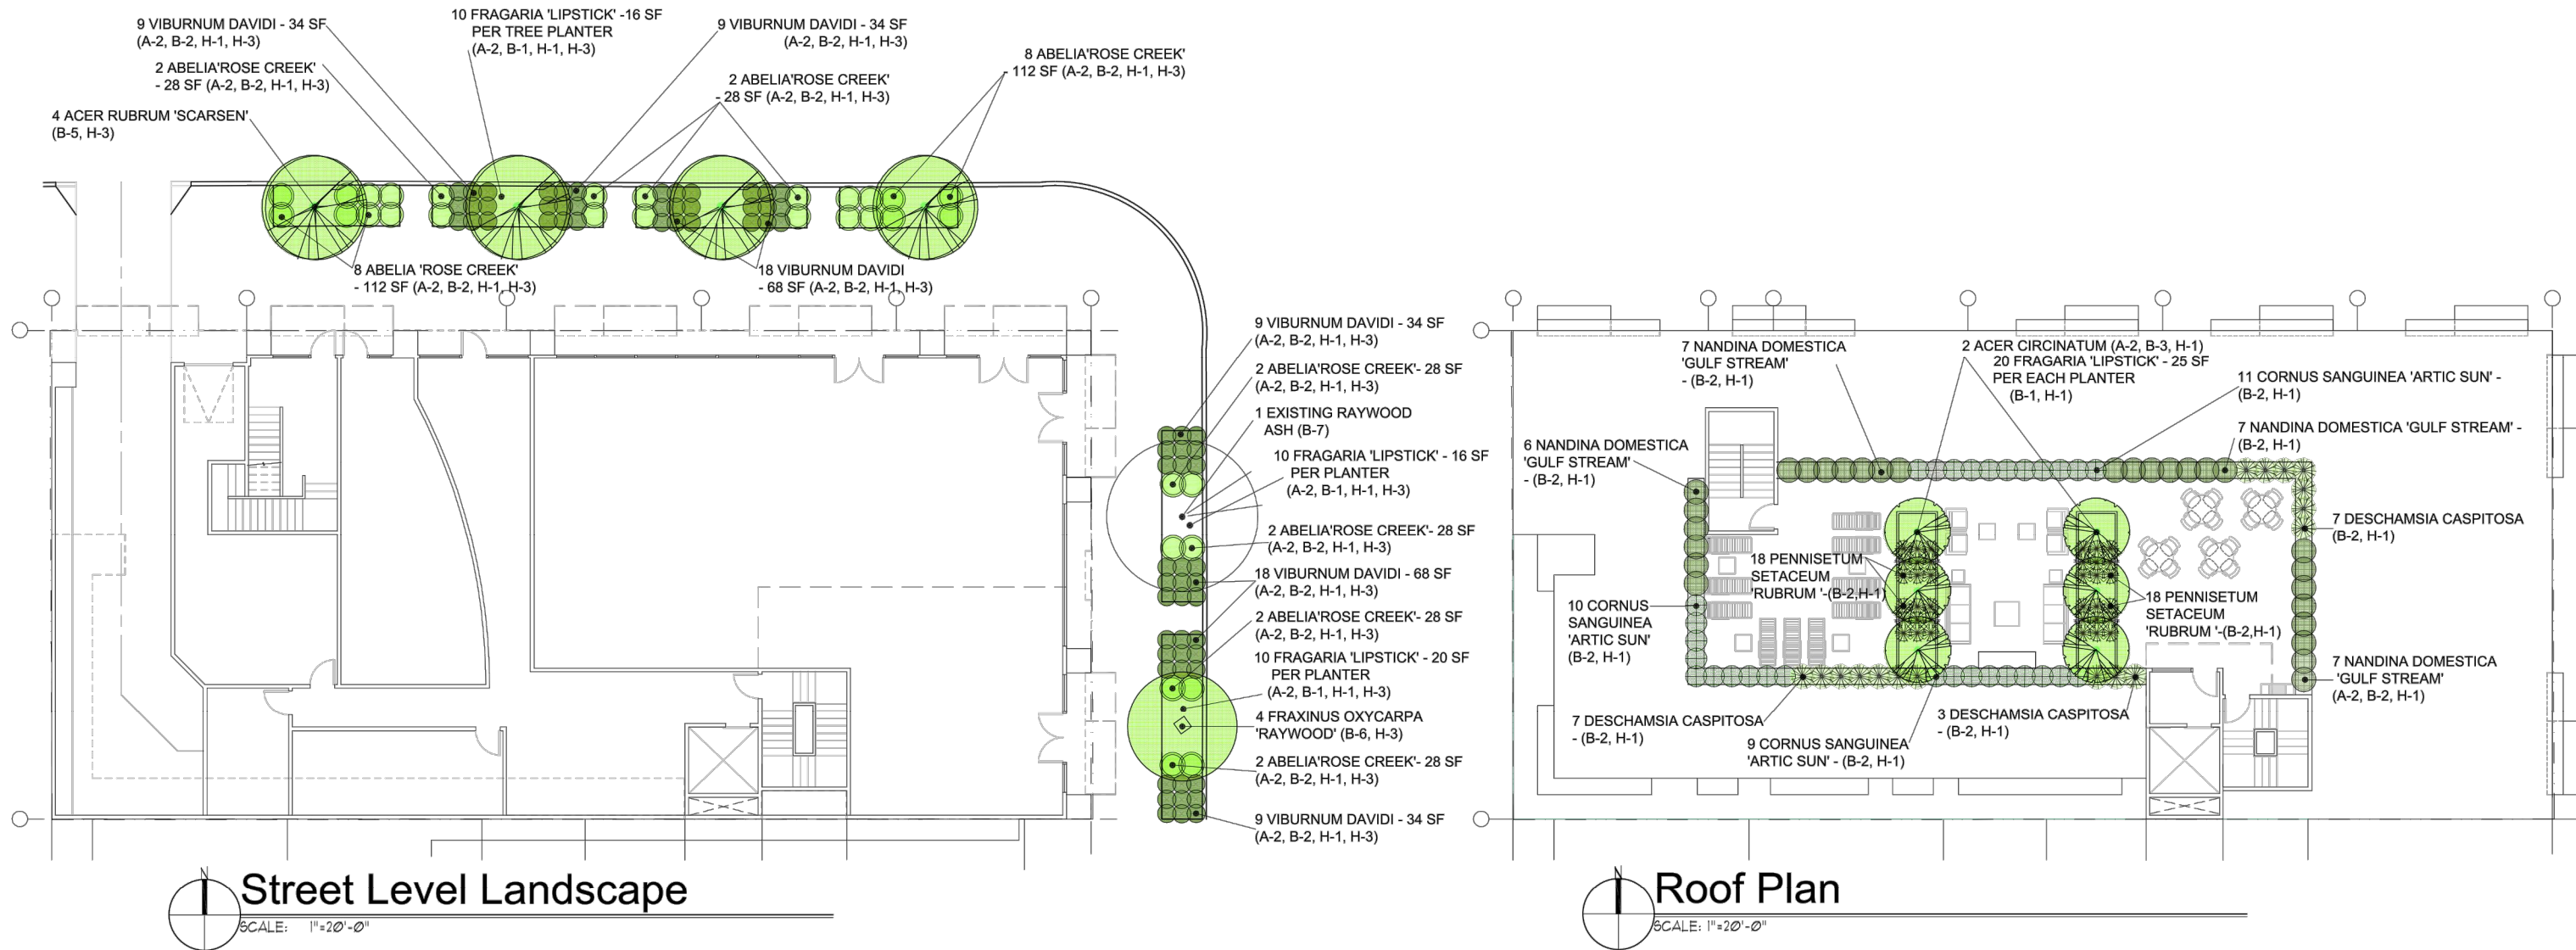 9 VIBURNUM DAVIDI - 34 SF
(A-2, B-2, H-1, H-3)
2 ABELIA'ROSE CREEK'
- 28 SF (A-2, B-2, H-1, H-3)
4 ACER RUBRUM 'SCARSEN'
(B-5, H-3)
10 FRAGARIA 'LIPSTICK' -16 SF
PER TREE PLANTER
(A-2, B-1, H-1, H-3)
9 VIBURNUM DAVIDI - 34 SF
(A-2, B-2, H-1, H-3)
2 ABELIA'ROSE CREEK'
- 28 SF (A-2, B-2, H-1, H-3)
8 ABELIA'ROSE CREEK'
- 112 SF (A-2, B-2, H-1, H-3)
8 ABELIA 'ROSE CREEK'
- 112 SF (A-2, B-2, H-1, H-3)
18 VIBURNUM DAVIDI
- 68 SF (A-2, B-2, H-1, H-3)
9 VIBURNUM DAVIDI - 34 SF
(A-2, B-2, H-1, H-3)
2 ABELIA'ROSE CREEK'- 28 SF
(A-2, B-2, H-1, H-3)
1 EXISTING RAYWOOD
ASH (B-7)
10 FRAGARIA 'LIPSTICK' - 16 SF
PER PLANTER
(A-2, B-1, H-1, H-3)
2 ABELIA'ROSE CREEK'- 28 SF
(A-2, B-2, H-1, H-3)
18 VIBURNUM DAVIDI - 68 SF
(A-2, B-2, H-1, H-3)
2 ABELIA'ROSE CREEK'- 28 SF
(A-2, B-2, H-1, H-3)
10 FRAGARIA 'LIPSTICK' - 20 SF
PER PLANTER
(A-2, B-1, H-1, H-3)
4 FRAXINUS OXYCARPA
'RAYWOOD' (B-6, H-3)
2 ABELIA'ROSE CREEK'- 28 SF
(A-2, B-2, H-1, H-3)
9 VIBURNUM DAVIDI - 34 SF
(A-2, B-2, H-1, H-3)
N
Street Level Landscape
SCALE: 1"=20'-0"
7 NANDINA DOMESTICA
'GULF STREAM'
- (B-2, H-1)
2 ACER CIRCINATUM (A-2, B-3, H-1)
20 FRAGARIA 'LIPSTICK' - 25 SF
PER EACH PLANTER
(B-1, H-1)
11 CORNUS SANGUINEA 'ARTIC SUN' -
(B-2, H-1)
7 NANDINA DOMESTICA 'GULF STREAM' -
(B-2, H-1)
6 NANDINA DOMESTICA
'GULF STREAM'
- (B-2, H-1)
7 DESCHAMSIA CASPITOSA
(B-2, H-1)
18 PENNISETUM
SETACEUM
'RUBRUM '-(B-2,H-1)
18 PENNISETUM
SETACEUM
'RUBRUM '-(B-2,H-1)
10 CORNUS
SANGUINEA
'ARTIC SUN'
(B-2, H-1)
7 NANDINA DOMESTICA
'GULF STREAM'
(A-2, B-2, H-1)
7 DESCHAMSIA CASPITOSA
- (B-2, H-1)
9 CORNUS SANGUINEA
'ARTIC SUN' - (B-2, H-1)
3 DESCHAMSIA CASPITOSA
- (B-2, H-1)
N
Roof Plan
SCALE: 1"=20'-0"